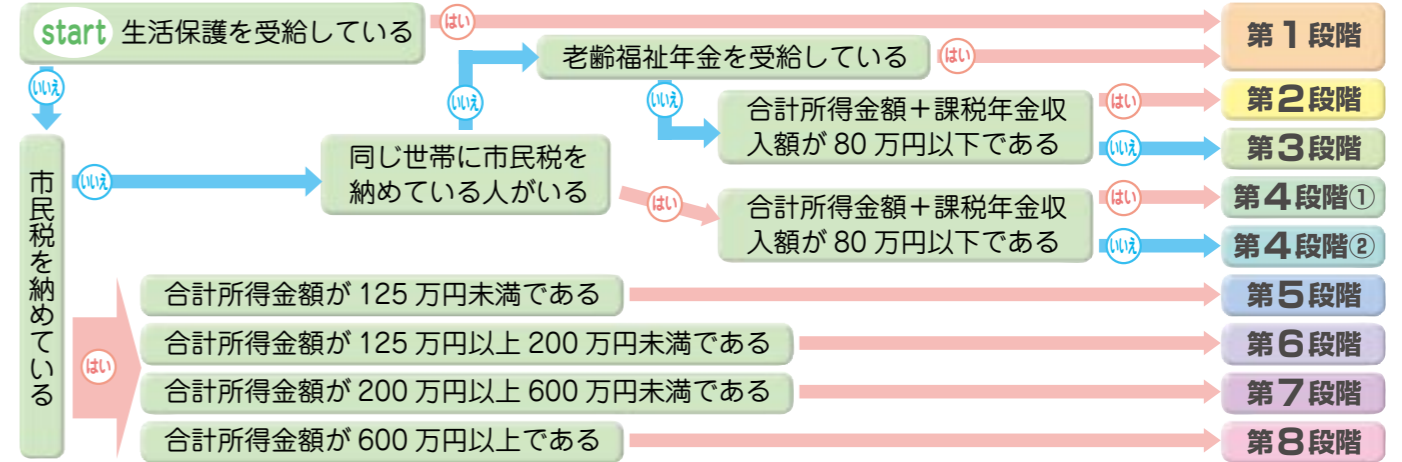 start 生活保護を受給している
はい
第1段階
いいえ
老齢福祉年金を受給している
はい
いいえ
いいえ
合計所得金額+課税年金収
入額が 80 万円以下である
はい
第2段階
いいえ
第3段階
市民税を納めている
いいえ
同じ世帯に市民税を
納めている人がいる
はい
合計所得金額+課税年金収
入額が 80 万円以下である
はい
第4段階①
いいえ
第4段階②
はい
合計所得金額が 125 万円未満である
第5段階
合計所得金額が 125 万円以上 200 万円未満である
第6段階
合計所得金額が 200 万円以上 600 万円未満である
第7段階
合計所得金額が 600 万円以上である
第8段階